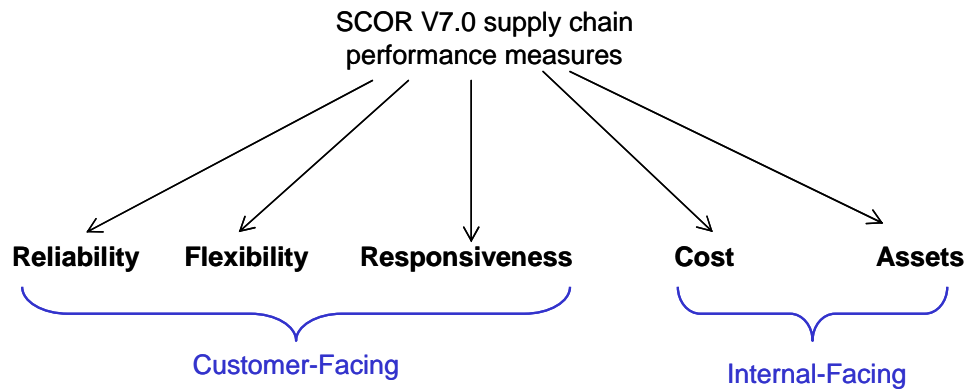 SCOR V7.0 supply chain
performance measures
Reliability Flexibility Responsiveness Cost Assets
Customer-Facing Internal-Facing